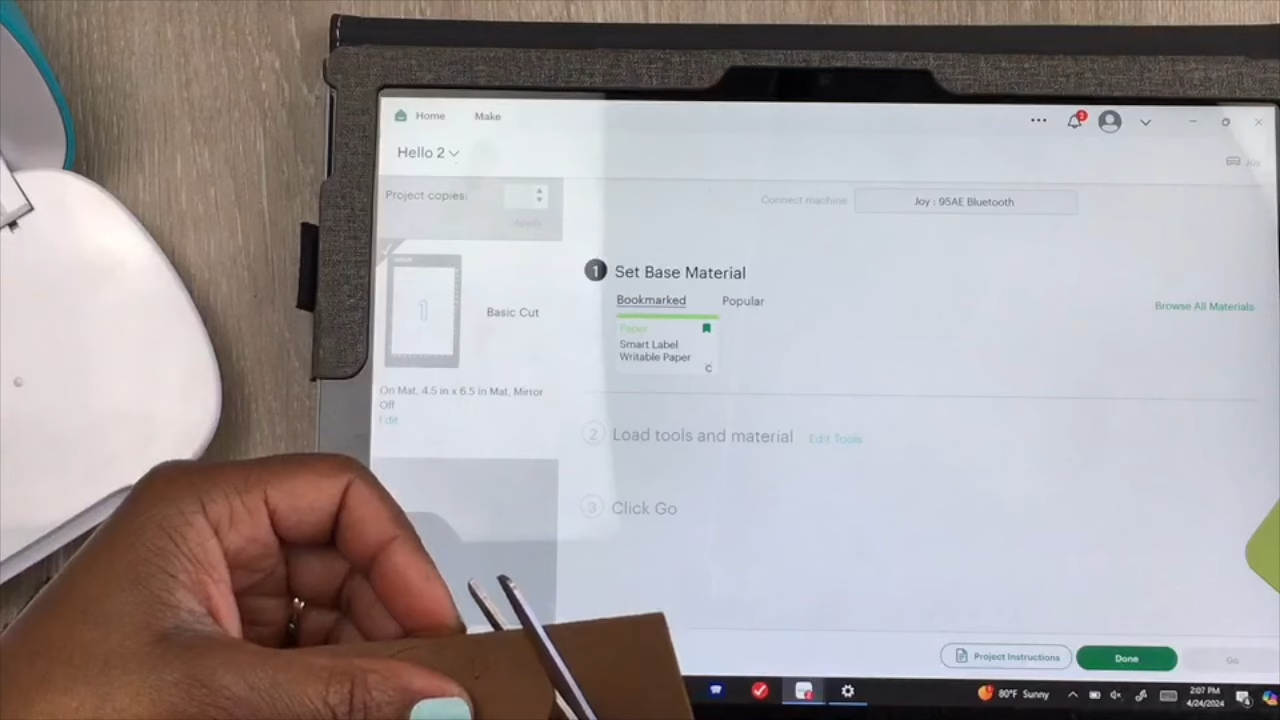 Home
Make
2
Hello 2
Joy
Project copies:
Connect machine
Joy : 95AE Bluetooth
Apply
1 Set Base Material
Bookmarked
Popular
Browse All Materials
Basic Cut
Paper
Smart Label
Writable Paper
C
On Mat, 4.5 in x 6.5 in Mat, Mirror
Off
Edit
2 Load tools and material
Edit Tools
3 Click Go
Project Instructions
Done
Go
80°F Sunny
2:07 PM
4/24/2024